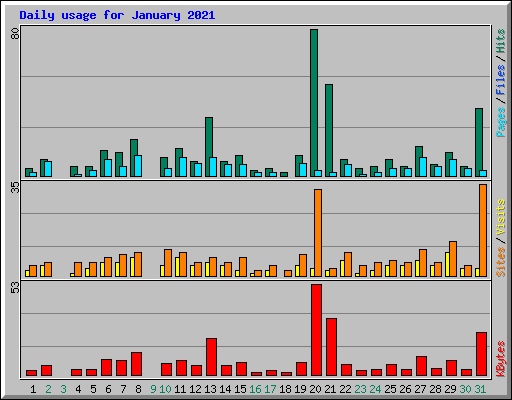 Daily usage for January 2021
80
Pages / Files / Hits
35
Sites / Visits
53
KBytes
1 2 3 4 5 6 7 8 9 10 11 12 13 14 15 16 17 18 19 20 21 22 23 24 25 26 27 28 29 30 31